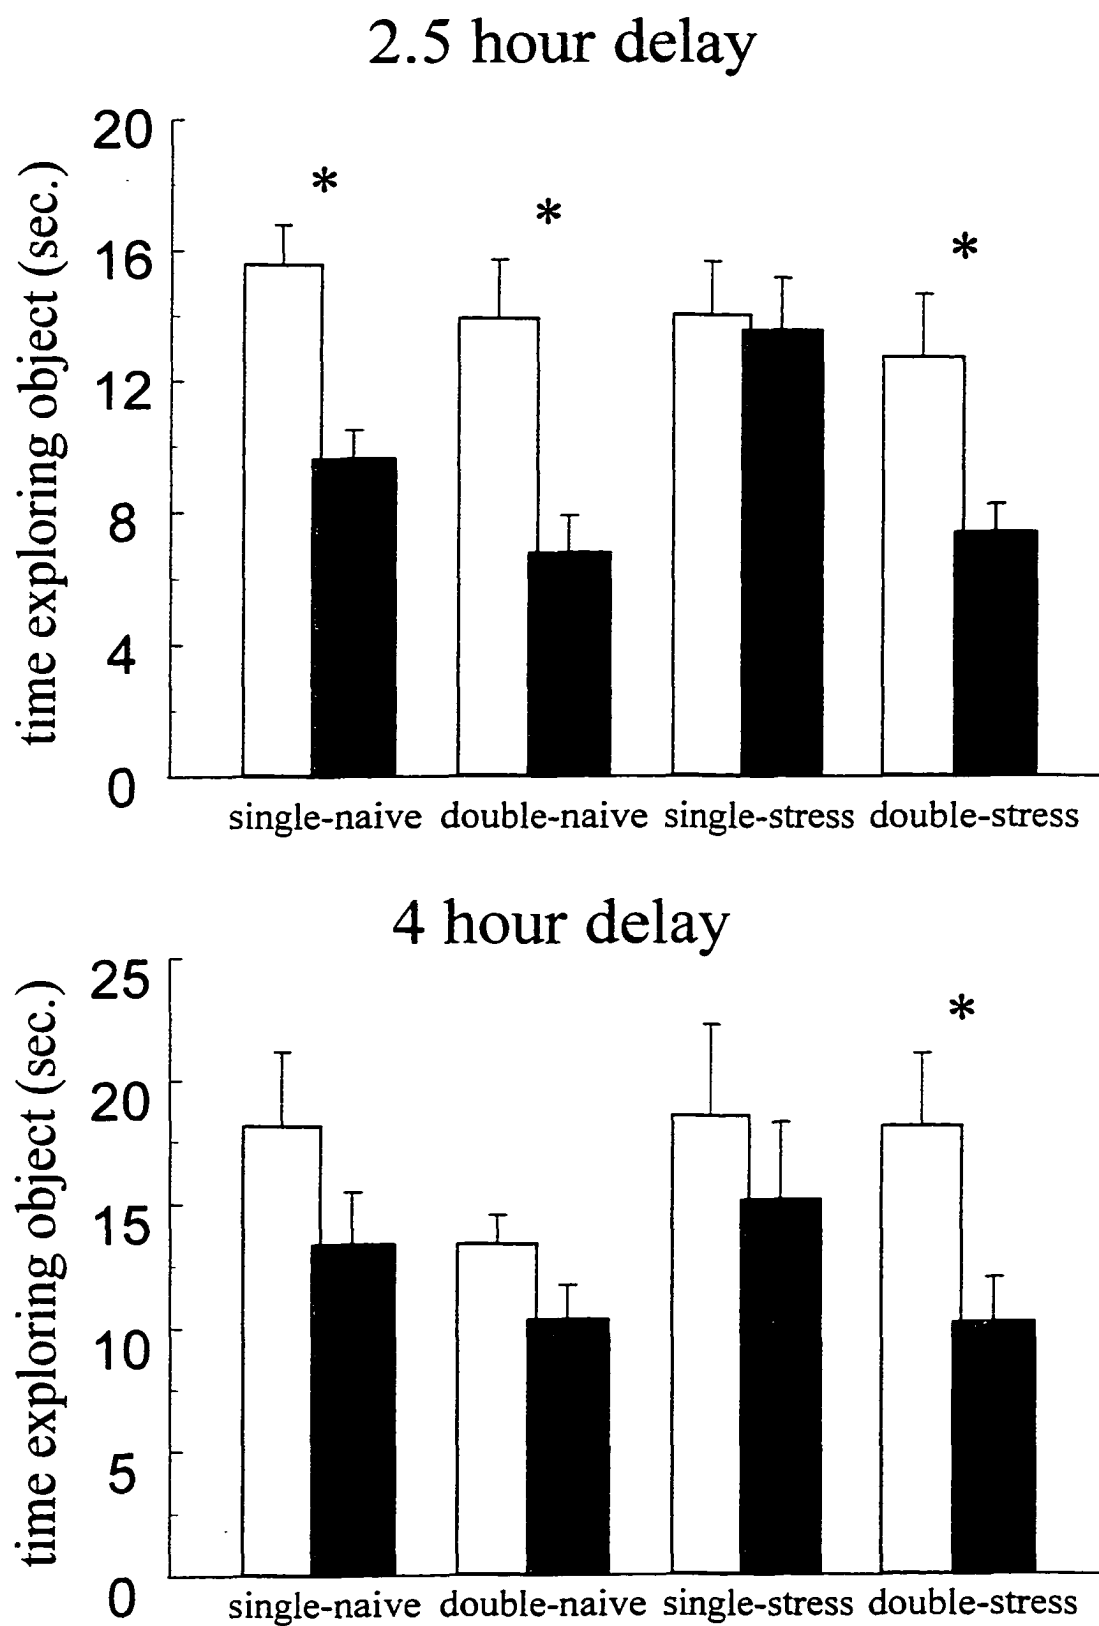 2.5 hour delay
time exploring object (sec.)
20
*
*
16
*
12
8
4
0
single-naive double-naive single-stress double-stress
4 hour delay
time exploring object (sec.)
25
*
20
15
10
5
0
single-naive double-naive single-stress double-stress